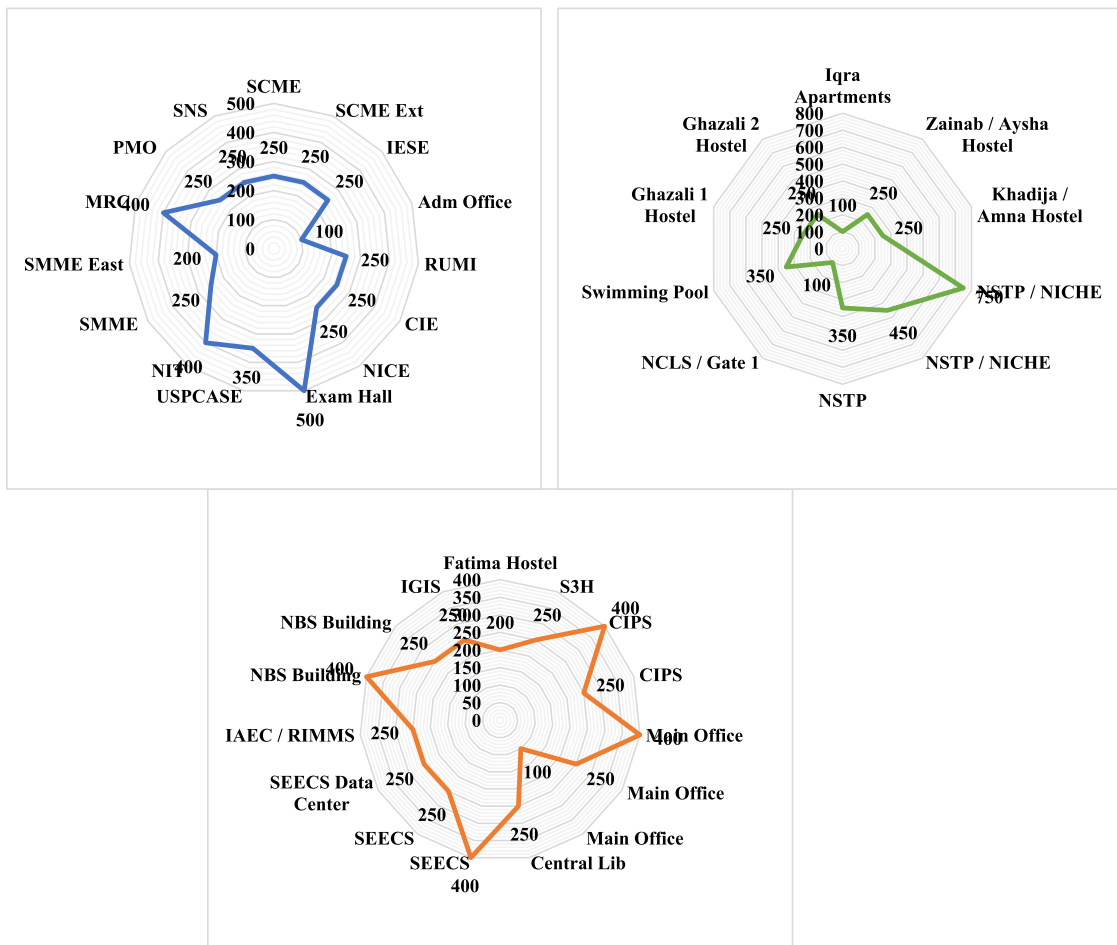 SCME
500
SNS
SCME Ext
400
PMO
250
250
250
IESE
300
250
250
MRC
400
200
Adm Office
100
100
SMME East
200
0
250
RUMI
SMME
250
250
CIE
250
NIT
400
350
NICE
USPCASE
Exam Hall
500
Iqra
Apartments
800
Ghazali 2
Hostel
700
Zainab / Aysha
Hostel
600
500
400
Ghazali 1
Hostel
250
300
250
Khadija /
Amna Hostel
200
100
250
100
250
0
350
100
Swimming Pool
NSTP / NICHE
750
350
450
NCLS / Gate 1
NSTP / NICHE
NSTP
Fatima Hostel
400
IGIS
S3H
350
400
NBS Building
250
300
200
250
CIPS
250
250
200
NBS Building
400
150
250
CIPS
100
50
IAEC / RIMMS
250
0
400
Main Office
SEECS Data
Center
250
100
250
Main Office
SEECS
250
250
Main Office
SEECS
Central Lib
400